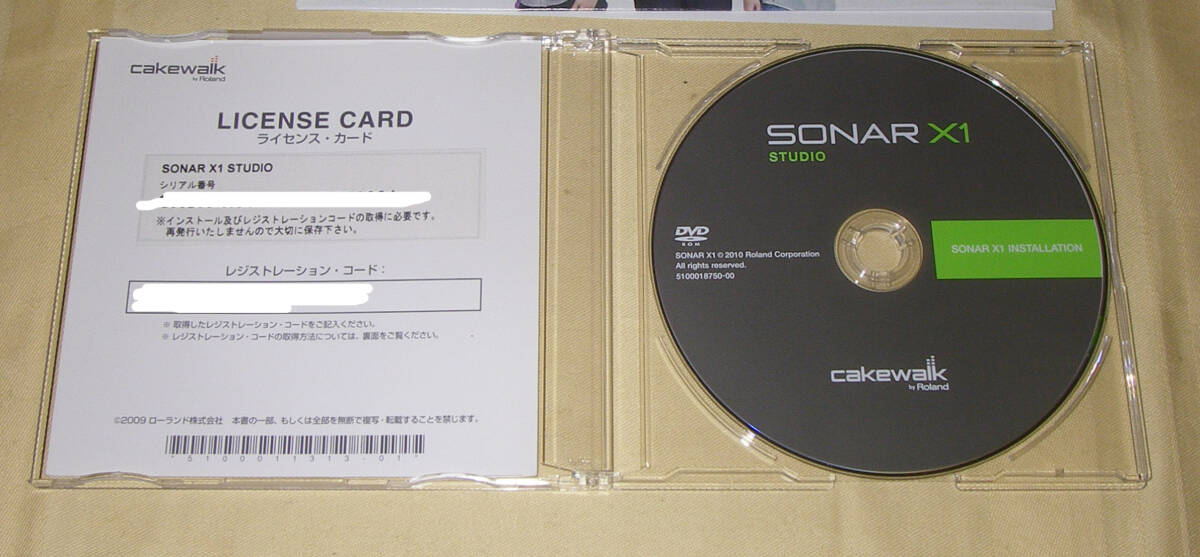 cakewalk
by Roland
LICENSE CARD
ライセンス・カード
SONAR X1 STUDIO
シリアル番号
※インストール及びレジストレーションコードの取得に必要です。
再発行いたしませんので大切に保存下さい。
レジストレーション・コード：
※ 取得したレジストレーション・コードをご記入ください。
※ レジストレーション・コードの取得方法については、裏面をご覧ください。
©2009 ローランド株式会社 本書の一部、もしくは全部を無断で複写・転載することを禁じます。
*5100011313-01*
SONAR X1
STUDIO
DVD
ROM
SONAR X1 © 2010 Roland Corporation
All rights reserved.
5100018750-00
SONAR X1 INSTALLATION
cakewalk
by Roland